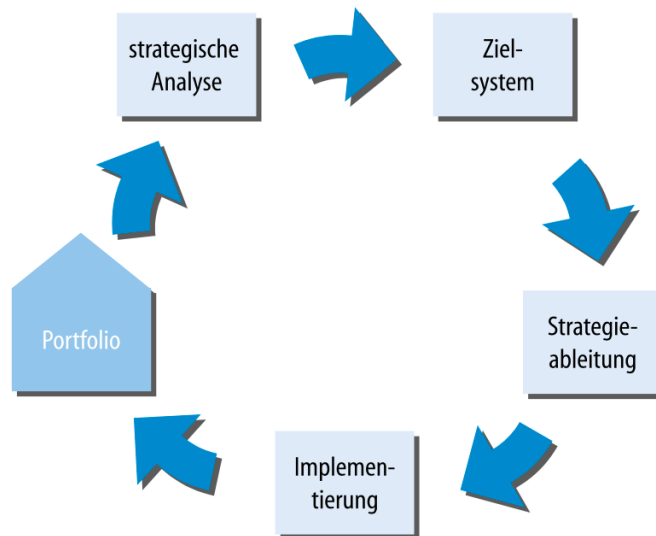 strategische
Analyse
Ziel-
system
Strategie-
ableitung
Implemen-
tierung
Portfolio